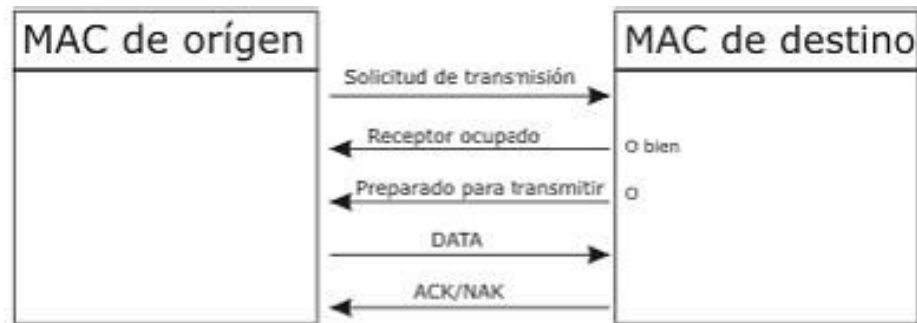 MAC de orígen
MAC de destino
Solicitud de transmisión
Receptor ocupado
O bien
Preparado para transmitir
O
DATA
ACK/NAK